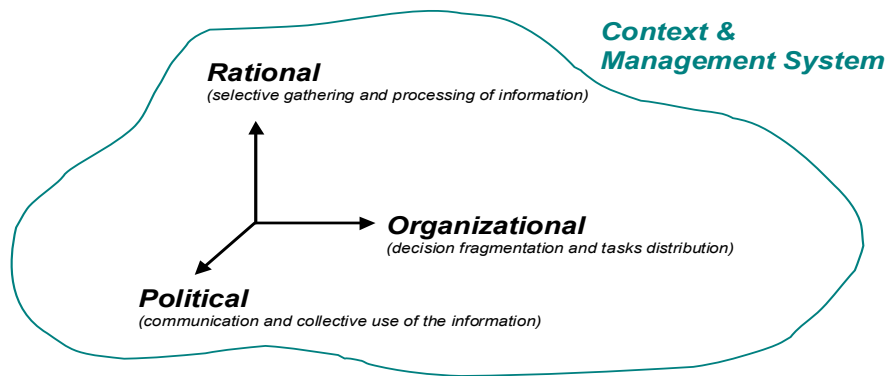 Context &
Management System
Rational
(selective gathering and processing of information)
Organizational
(decision fragmentation and tasks distribution)
Political
(communication and collective use of the information)